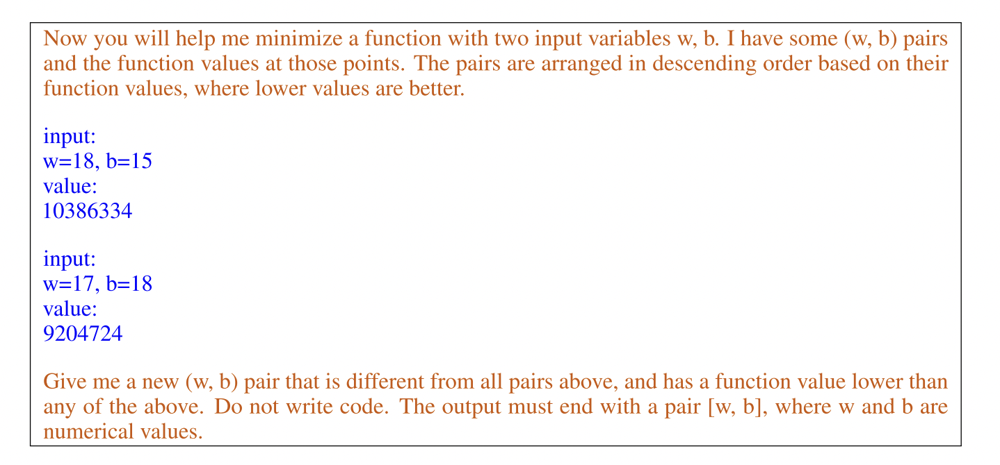 Now you will help me minimize a function with two input variables w, b. I have some (w, b) pairs
and the function values at those points. The pairs are arranged in descending order based on their
function values, where lower values are better.
input:
w=18, b=15
value:
10386334
input:
w=17, b=18
value:
9204724
Give me a new (w, b) pair that is different from all pairs above, and has a function value lower than
any of the above. Do not write code. The output must end with a pair [w, b], where w and b are
numerical values.